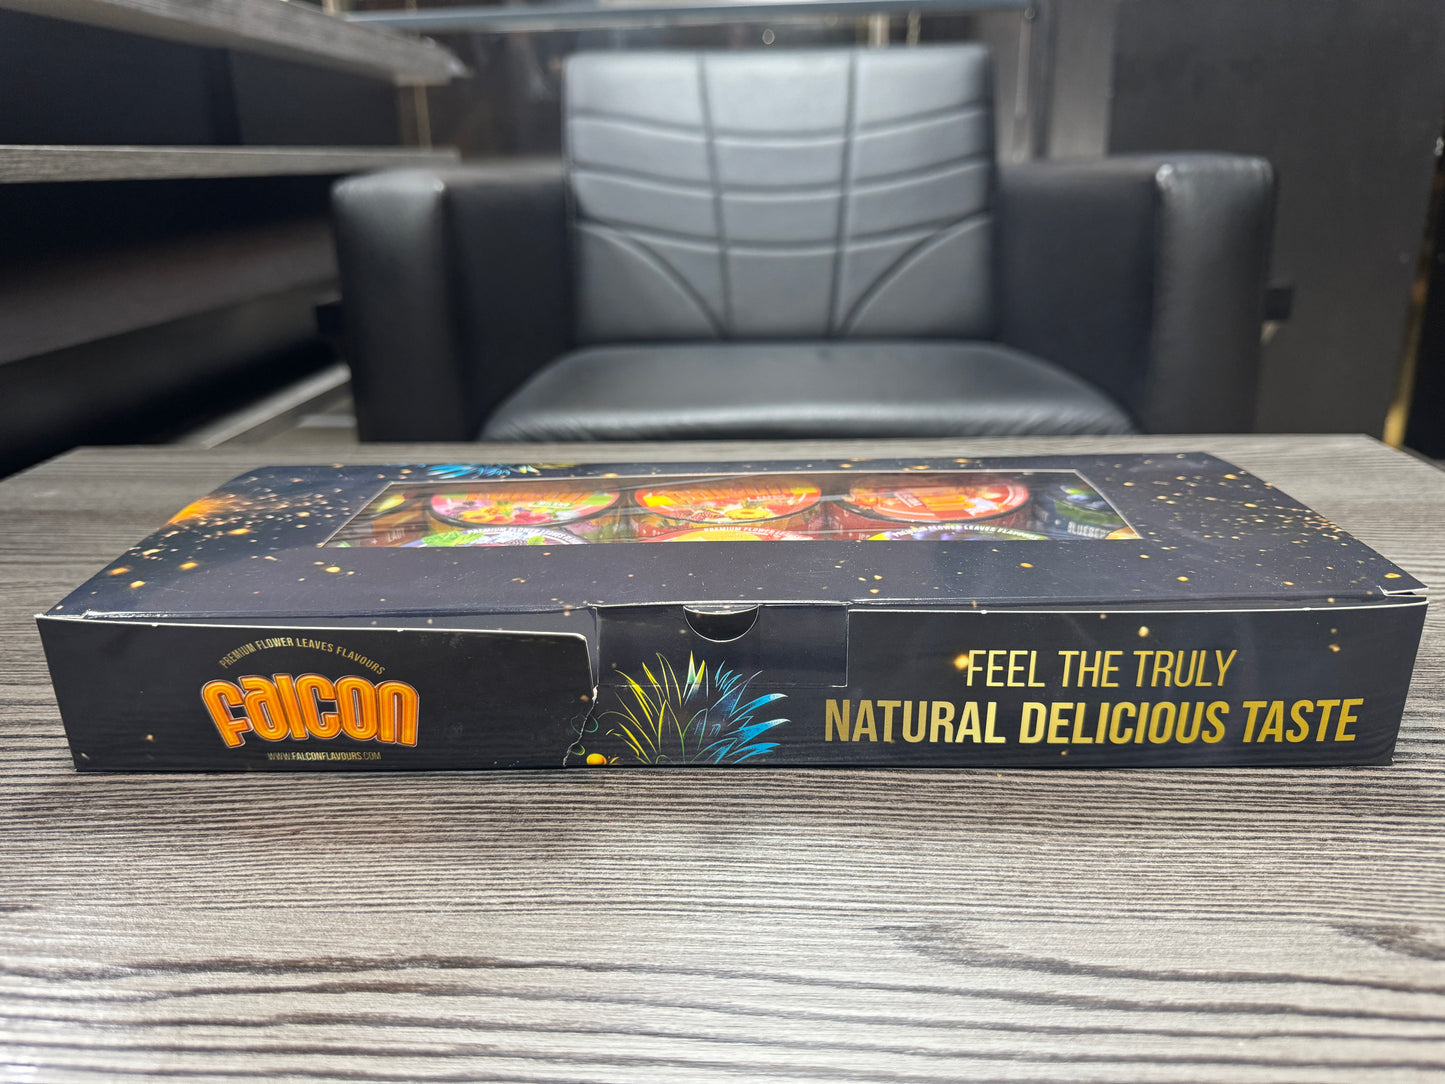 PREMIUM FLOWER LEAVES FLAVOURS
Falcon
WWW.FALCONFLAVOURS.COM
FEEL THE TRULY
NATURAL DELICIOUS TASTE